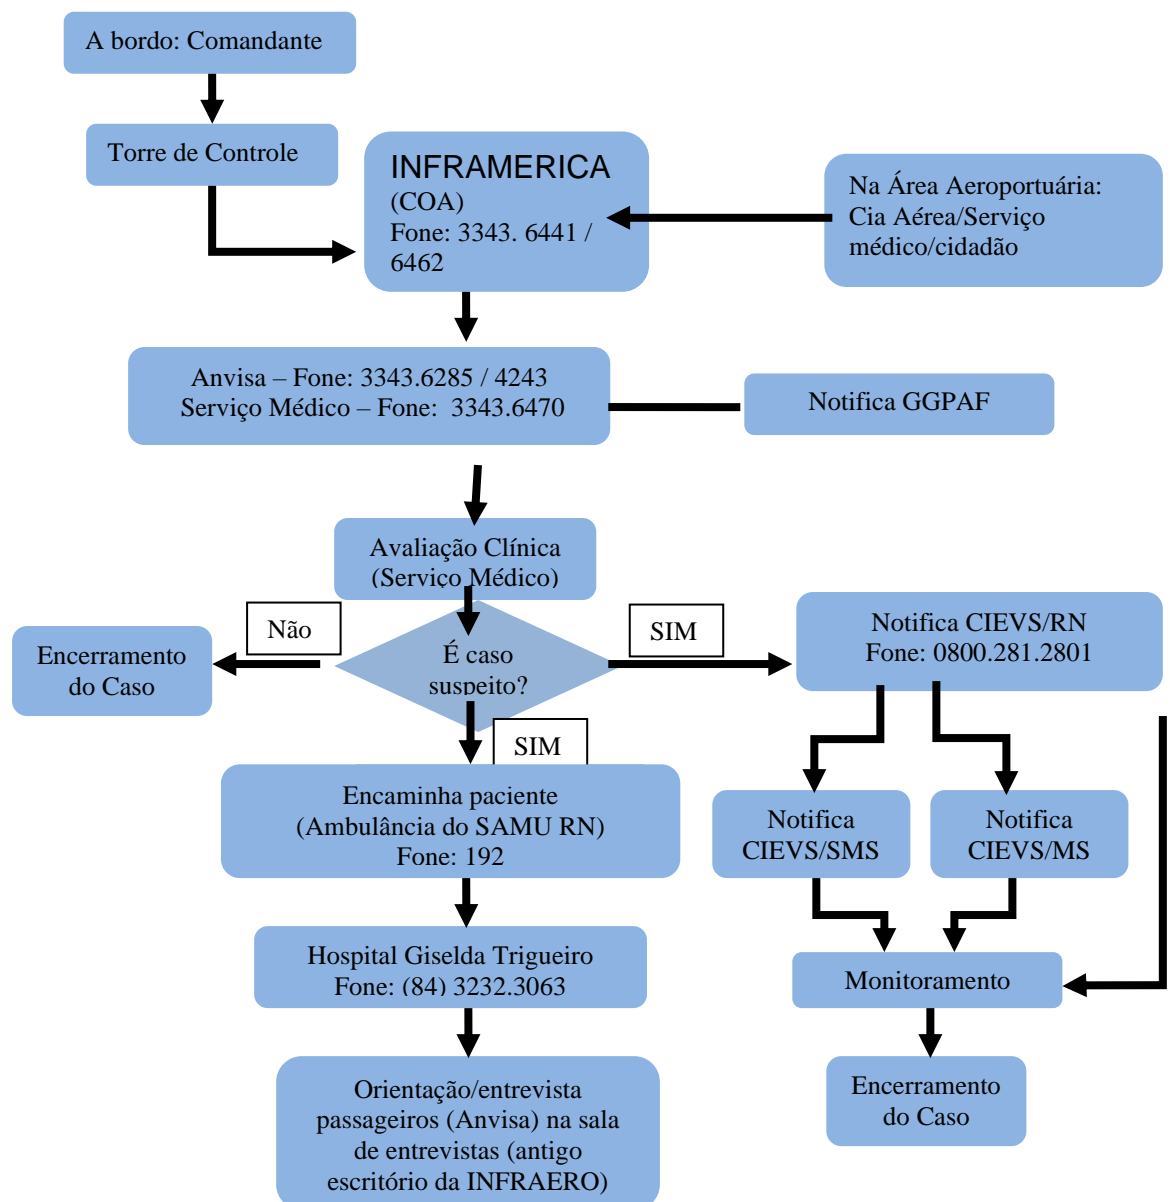 A bordo: Comandante
Torre de Controle
INFRAMERICA
(COA)
Fone: 3343. 6441 /
6462
Na Área Aeroportuária:
Cia Aérea/Serviço
médico/cidadão
Anvisa – Fone: 3343.6285 / 4243
Serviço Médico – Fone:  3343.6470
Notifica GGPAF
Avaliação Clínica
(Serviço Médico)
Não
SIM
Encerramento
do Caso
É caso
suspeito?
Notifica CIEVS/RN
Fone: 0800.281.2801
SIM
Encaminha paciente
(Ambulância do SAMU RN)
Fone: 192
Notifica
CIEVS/SMS
Notifica
CIEVS/MS
Hospital Giselda Trigueiro
Fone: (84) 3232.3063
Monitoramento
Orientação/entrevista
passageiros (Anvisa) na sala
de entrevistas (antigo
escritório da INFRAERO)
Encerramento
do Caso